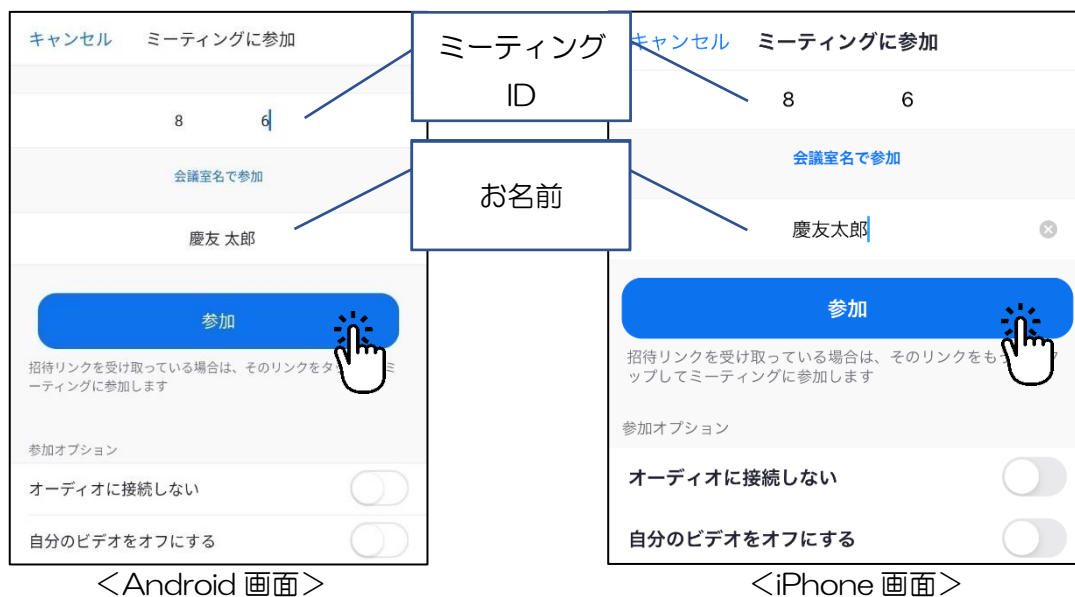 キャンセル ミーティングに参加
8 6
会議室名で参加
慶友 太郎
参加
招待リンクを受け取っている場合は、そのリンクをタ ミ
ーティングに参加します
参加オプション
オーディオに接続しない
自分のビデオをオフにする
<Android 画面>
ミーティング
ID
お名前
キャンセル ミーティングに参加
8 6
会議室名で参加
慶友太郎
参加
招待リンクを受け取っている場合は、そのリンクをも
ップしてミーティングに参加します
参加オプション
オーディオに接続しない
自分のビデオをオフにする
<iPhone 画面>